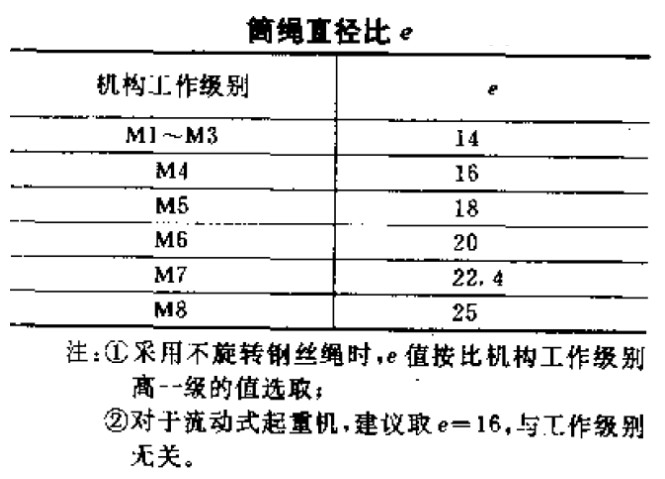 筒绳直径比 e
机构工作级别 e
M1～M3 14
M4 16
M5 18
M6 20
M7 22.4
M8 25
注:①采用不旋转钢丝绳时,e 值按比机构工作级别
高一级的值选取;
②对于流动式起重机,建议取 e=16,与工作级别
无关。